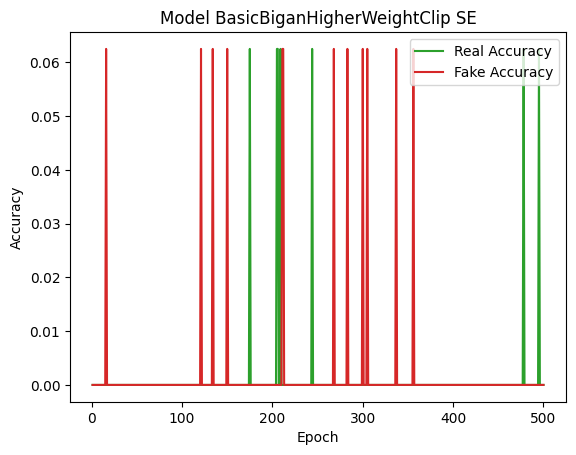 Model BasicBiganHigherWeightClip SE
Real Accuracy
Fake Accuracy
Accuracy
0.06
0.05
0.04
0.03
0.02
0.01
0.00
0
100
200
300
400
500
Epoch